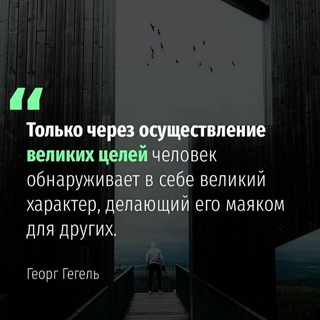 “
Только через осуществление
великих целей человек
обнаруживает в себе великий
характер, делающий его маяком
для других.
Георг Гегель